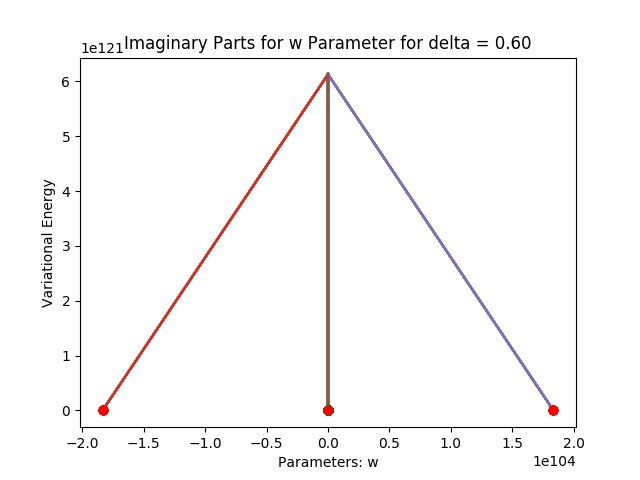 Imaginary Parts for w Parameter for delta = 0.60
1e121
6
5
4
3
2
1
0
Variational Energy
−2.0 −1.5 −1.0 −0.5 0.0 0.5 1.0 1.5 2.0
1e104
Parameters: w